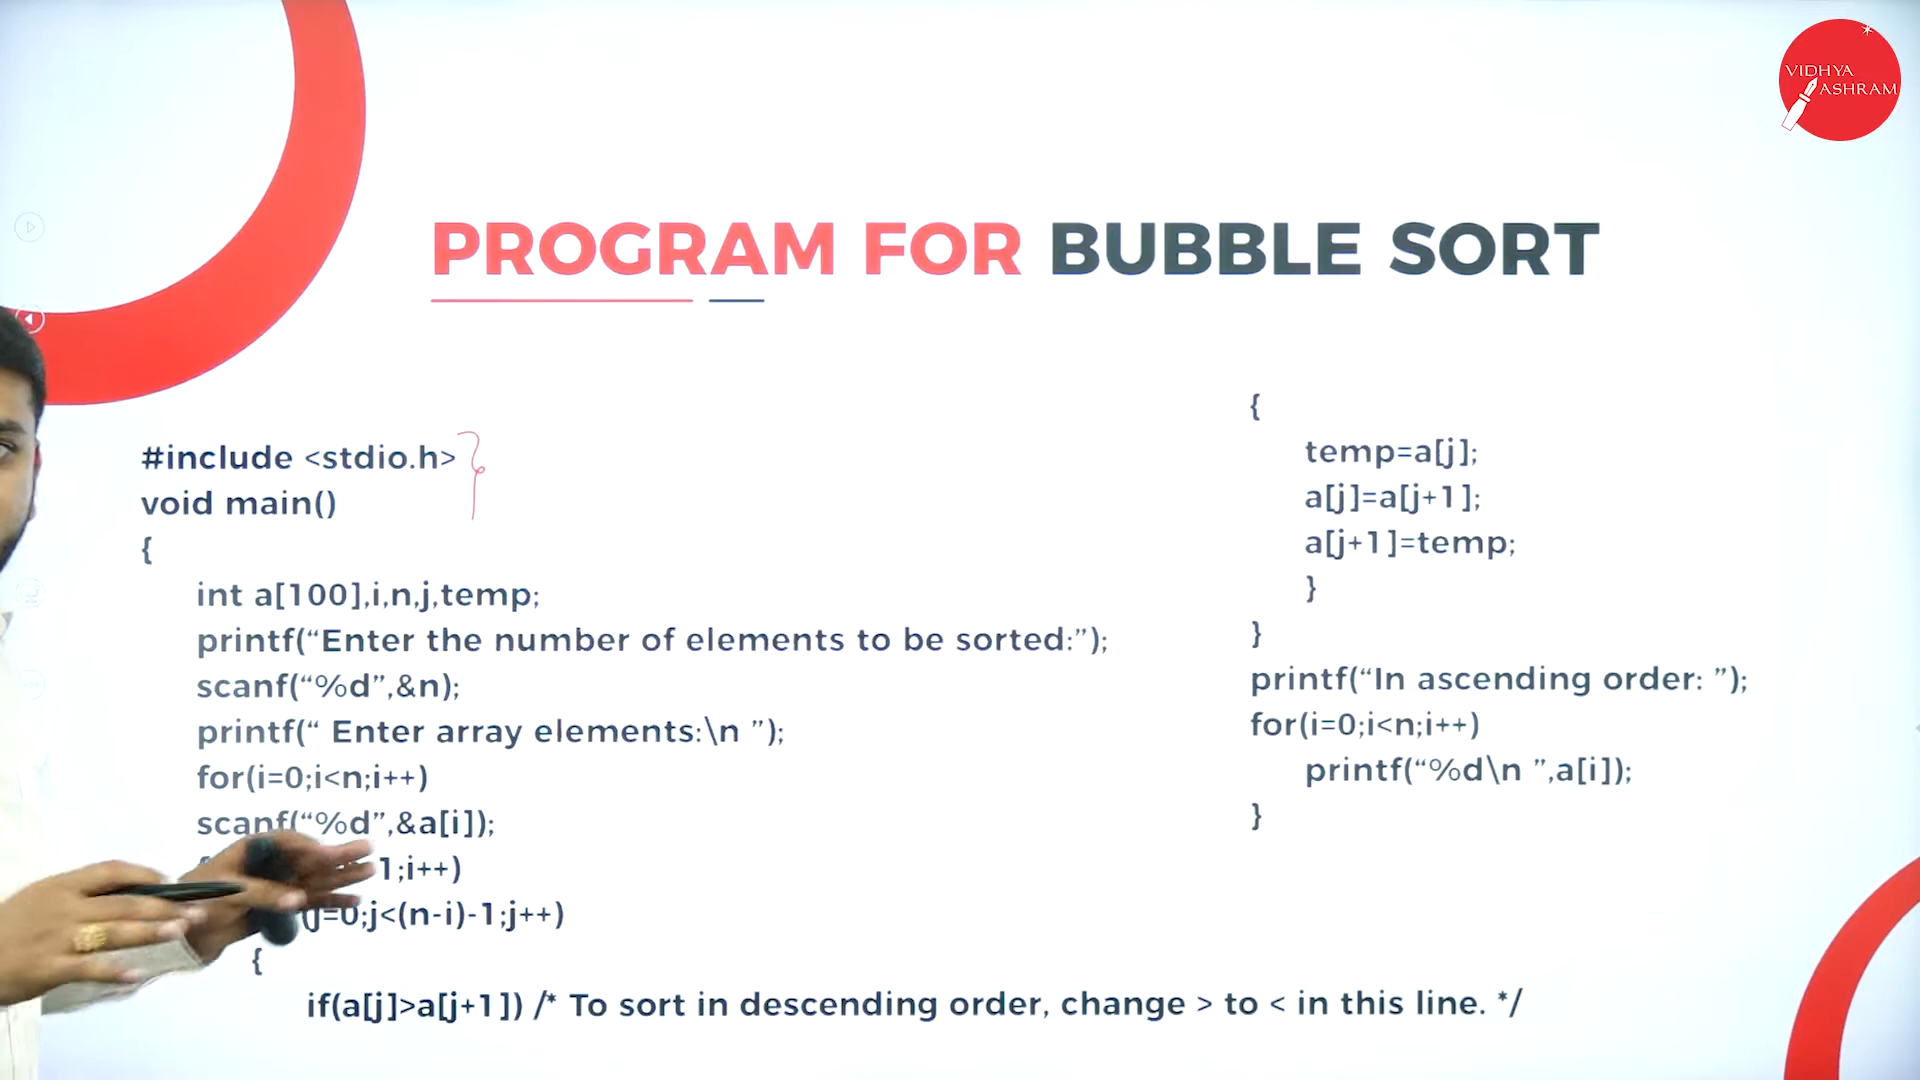 VIDHYA
ASHRAM
PROGRAM FOR BUBBLE SORT
#include <stdio.h>
void main()
{
int a[100],i,n,j,temp;
printf(“Enter the number of elements to be sorted:”);
scanf(“%d”,&n);
printf(“ Enter array elements:\n ”);
for(i=0;i<n;i++)
scanf(“%d”,&a[i]);
1;i++)
(j=0;j<(n-i)-1;j++)
{
if(a[j]>a[j+1]) /* To sort in descending order, change > to < in this line. */
{
temp=a[j];
a[j]=a[j+1];
a[j+1]=temp;
}
}
printf(“In ascending order: ”);
for(i=0;i<n;i++)
printf(“%d\n ”,a[i]);
}